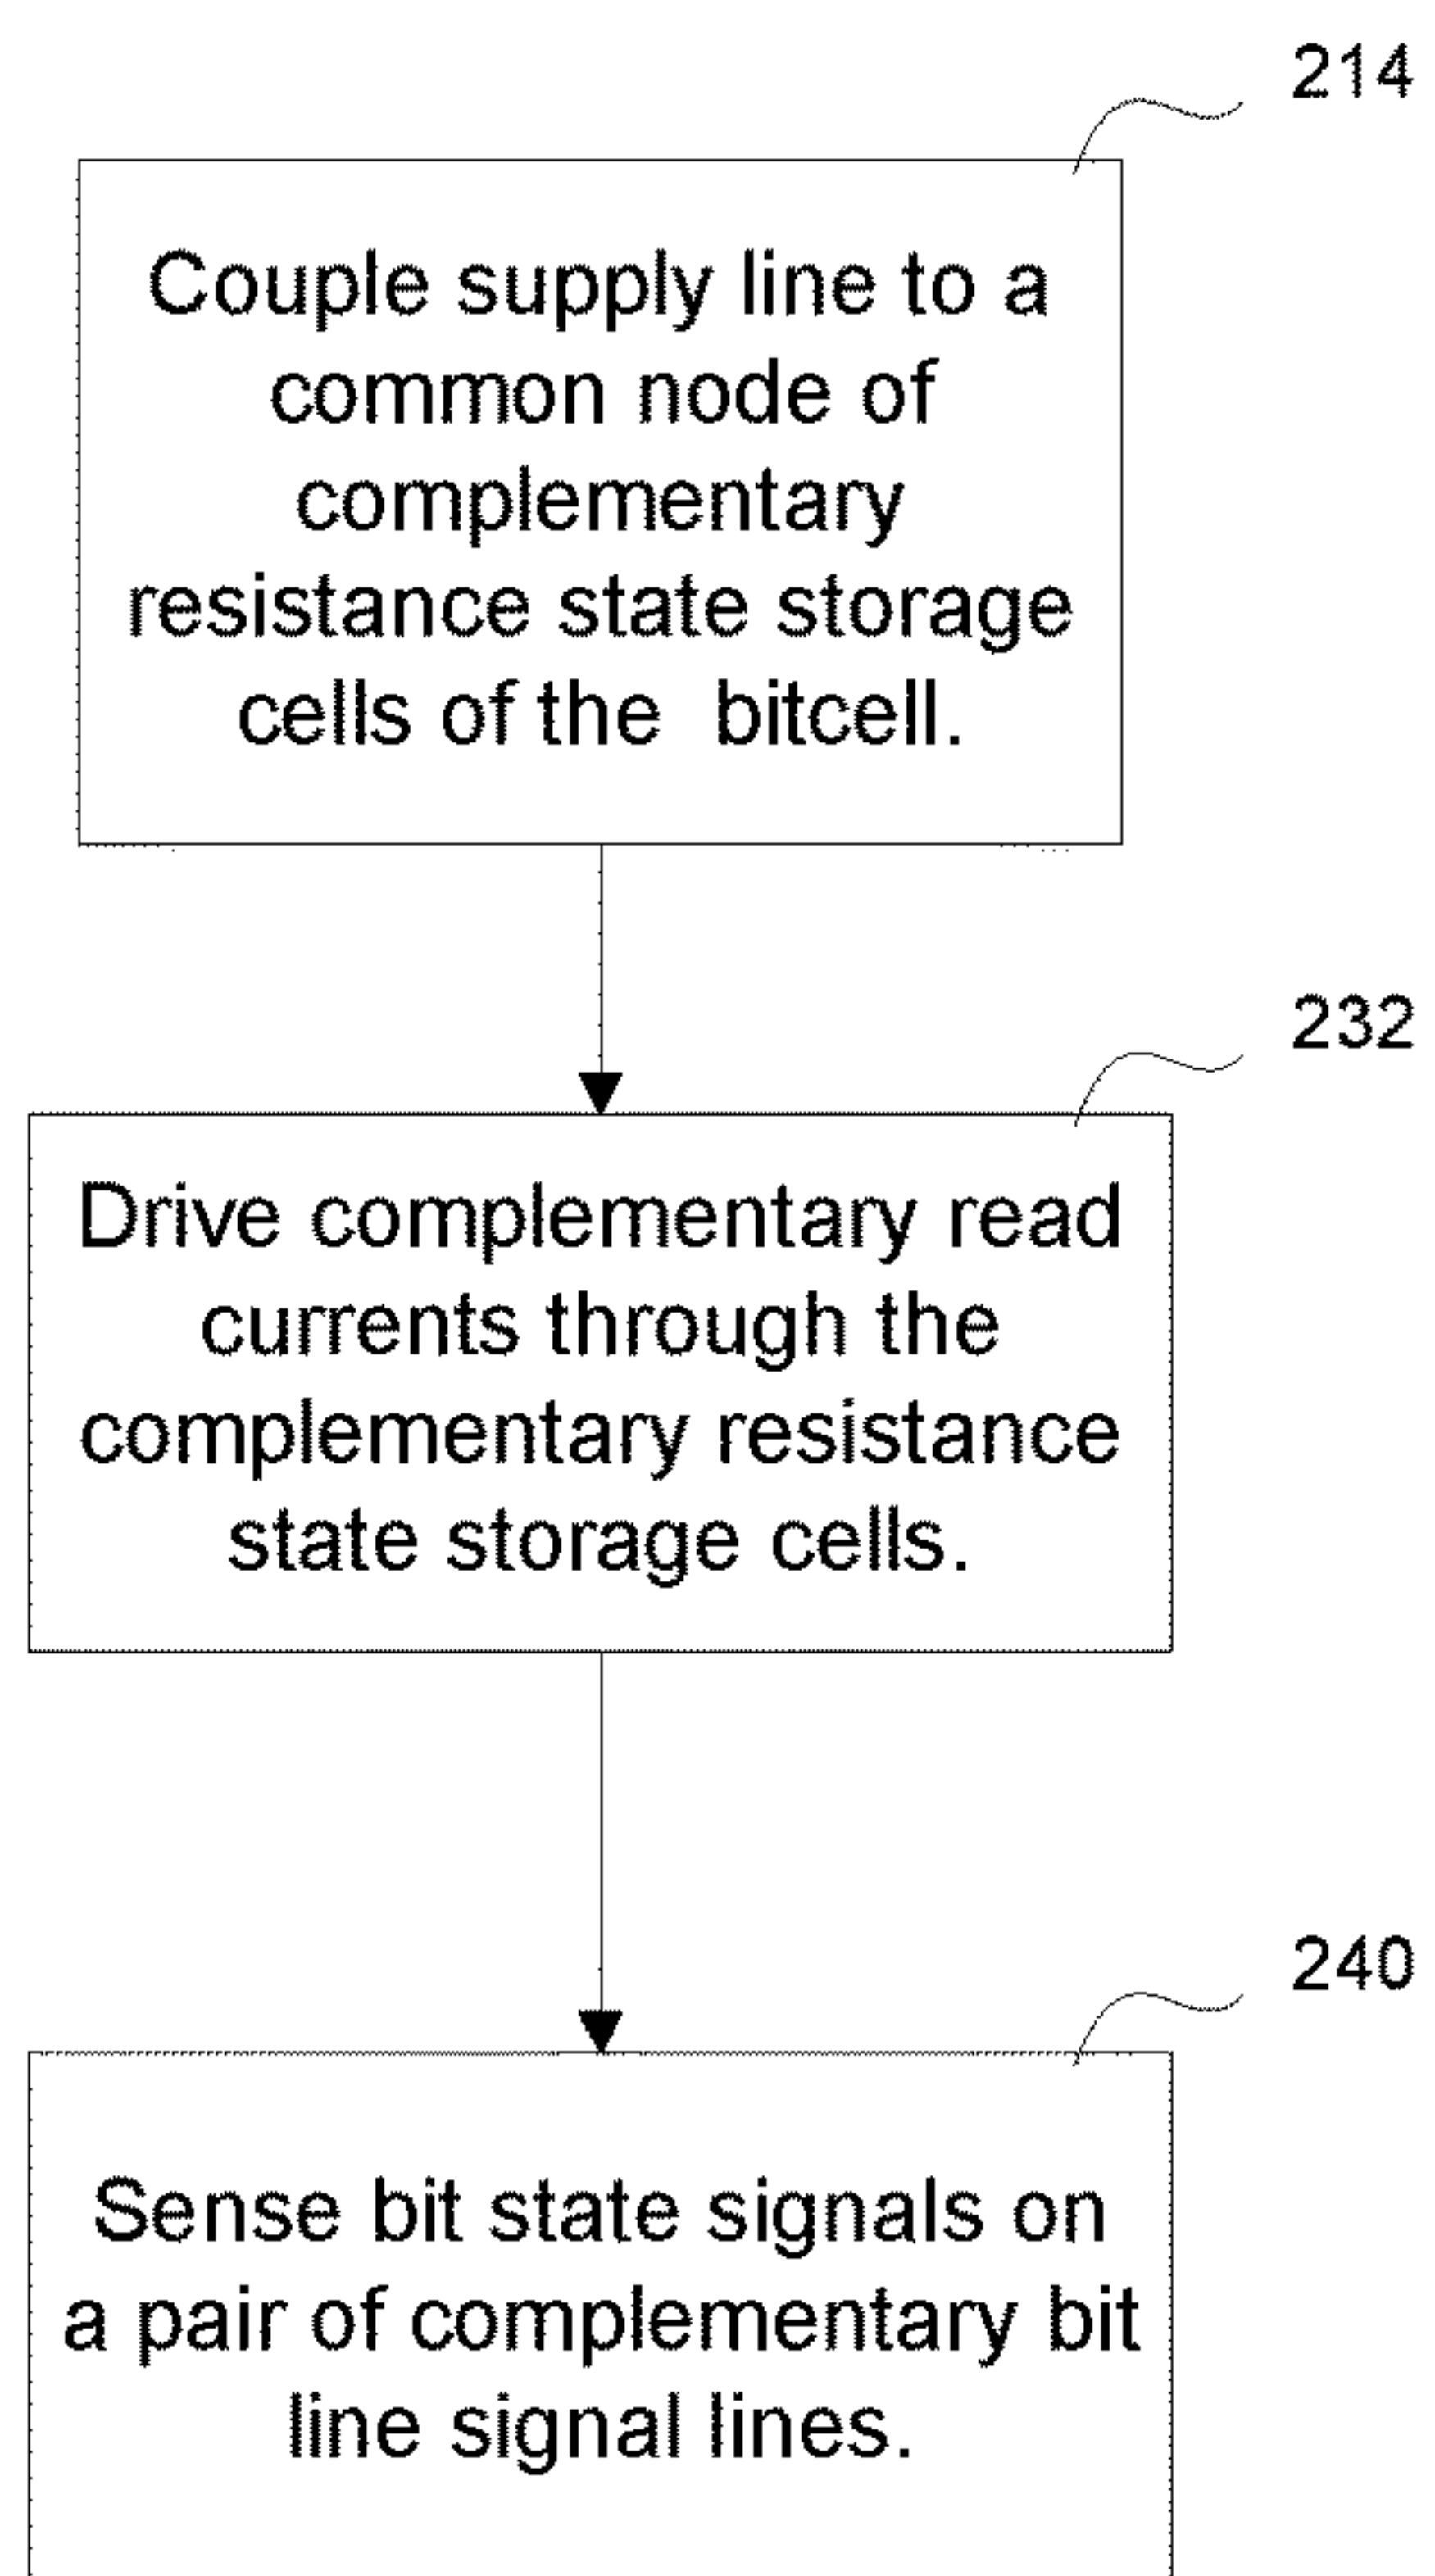 214
Couple supply line to a
common node of
complementary
resistance state storage
cells of the bitcell.
232
Drive complementary read
currents through the
complementary resistance
state storage cells.
240
Sense bit state signals on
a pair of complementary bit
line signal lines.